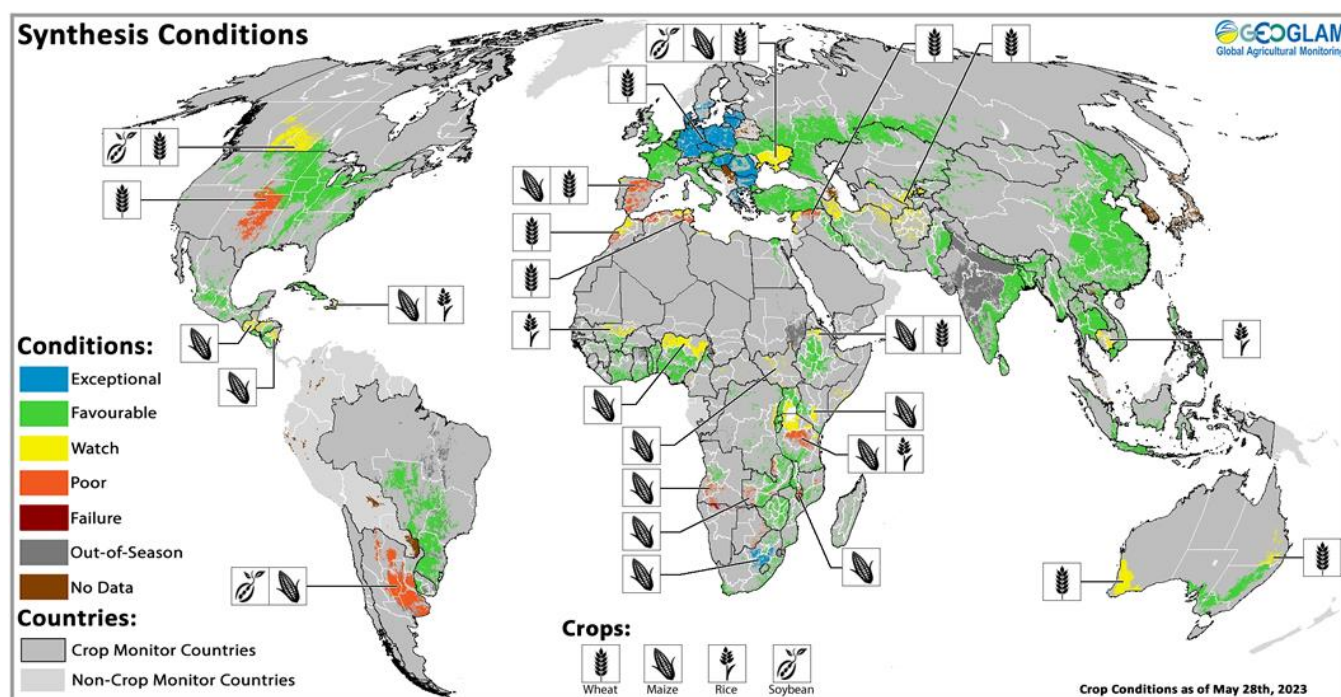 Synthesis Conditions
GEOGLAM
Global Agricultural Monitoring
Conditions:
Exceptional
Favourable
Watch
Poor
Failure
Out-of-Season
No Data
Countries:
Crop Monitor Countries
Non-Crop Monitor Countries
Crops:
Wheat
Maize
Rice
Soybean
Crop Conditions as of May 28th, 2023